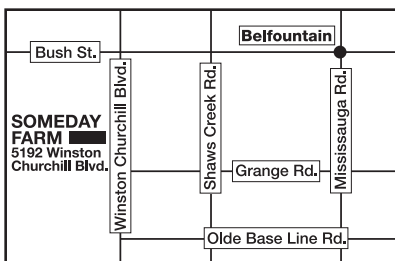 Belfountain
Bush St.
Winston Churchill Blvd.
Shaws Creek Rd.
Mississauga Rd.
SOMEDAY
FARM
5192 Winston
Churchill Blvd.
Grange Rd.
Olde Base Line Rd.